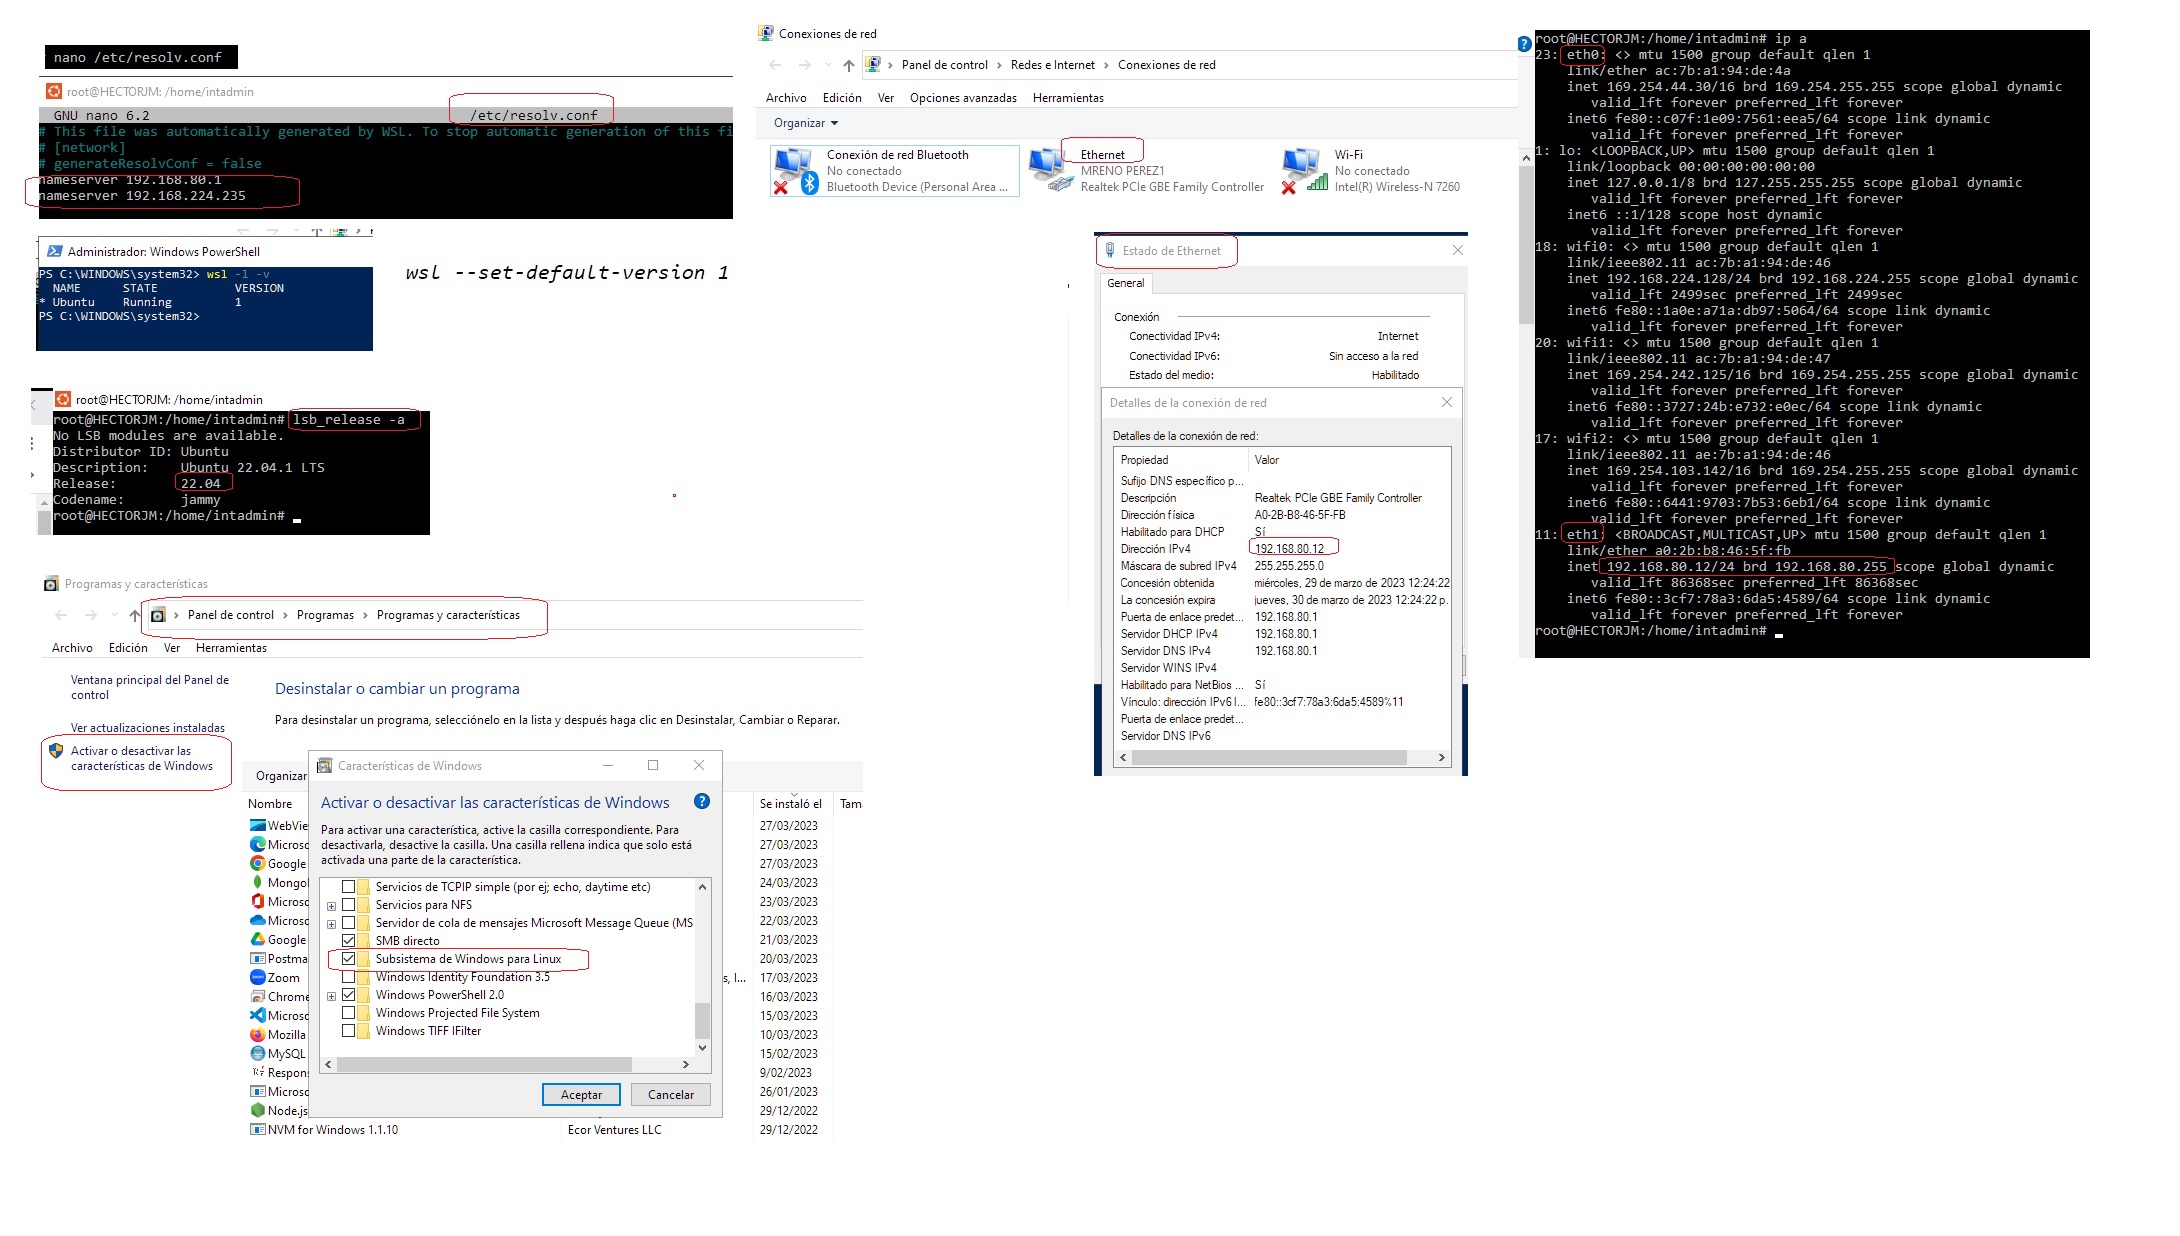 nano /etc/resolv.conf
root@HECTORJM: /home/intadmin
GNU nano 6.2 /etc/resolv.conf
# This file was automatically generated by WSL. To stop automatic generation of this fi
# [network]
# generateResolvConf = false
nameserver 192.168.80.1
nameserver 192.168.224.235
Administrador: Windows PowerShell
PS C:\WINDOWS\system32> wsl -l -v
NAME STATE VERSION
* Ubuntu Running 1
PS C:\WINDOWS\system32>
wsl --set-default-version 1
root@HECTORJM: /home/intadmin
root@HECTORJM:/home/intadmin# lsb_release -a
No LSB modules are available.
Distributor ID: Ubuntu
Description: Ubuntu 22.04.1 LTS
Release: 22.04
Codename: jammy
root@HECTORJM:/home/intadmin#
Programas y características
Panel de control > Programas > Programas y características
Archivo Edición Ver Herramientas
Ventana principal del Panel de
control
Ver actualizaciones instaladas
Activar o desactivar las
características de Windows
Desinstalar o cambiar un programa
Para desinstalar un programa, selecciónelo en la lista y después haga clic en Desinstalar, Cambiar o Reparar.
Organizar
Nombre Se instaló el Tama
WebVie 27/03/2023
Microso 27/03/2023
Google 27/03/2023
Mongo 24/03/2023
Microso 23/03/2023
Microso 22/03/2023
Google 21/03/2023
Postma 20/03/2023
Zoom s, I... 17/03/2023
Chrome 16/03/2023
Microso 15/03/2023
Mozilla 10/03/2023
MySQL 15/02/2023
Respon 9/02/2023
Microso 26/01/2023
Node.js 29/12/2022
NVM for Windows 1.1.10 Ecor Ventures LLC 29/12/2022
Características de Windows
Activar o desactivar las características de Windows
Para activar una característica, active la casilla correspondiente. Para
desactivarla, desactive la casilla. Una casilla rellena indica que solo está
activada una parte de la característica.
Servicios de TCPIP simple (por ej; echo, daytime etc)
Servicios para NFS
Servidor de cola de mensajes Microsoft Message Queue (MS
SMB directo
Subsistema de Windows para Linux
Windows Identity Foundation 3.5
Windows PowerShell 2.0
Windows Projected File System
Windows TIFF IFilter
Aceptar Cancelar
Conexiones de red
Panel de control > Redes e Internet > Conexiones de red
Archivo Edición Ver Opciones avanzadas Herramientas
Organizar
Conexión de red Bluetooth
No conectado
Bluetooth Device (Personal Area ...
Ethernet
MRENO PEREZ1
Realtek PCIe GBE Family Controller
Wi-Fi
No conectado
Intel(R) Wireless-N 7260
Estado de Ethernet
General
Conexión
Conectividad IPv4: Internet
Conectividad IPv6: Sin acceso a la red
Estado del medio: Habilitado
Detalles de la conexión de red
Detalles de la conexión de red:
Propiedad Valor
Sufijo DNS específico p...
Descripción Realtek PCIe GBE Family Controller
Dirección física A0-2B-B8-46-5F-FB
Habilitado para DHCP Sí
Dirección IPv4 192.168.80.12
Máscara de subred IPv4 255.255.255.0
Concesión obtenida miércoles, 29 de marzo de 2023 12:24:22
La concesión expira jueves, 30 de marzo de 2023 12:24:22 p.
Puerta de enlace predet... 192.168.80.1
Servidor DHCP IPv4 192.168.80.1
Servidor DNS IPv4 192.168.80.1
Servidor WINS IPv4
Habilitado para NetBios ... Sí
Vínculo: dirección IPv6 l... fe80::3cf7:78a3:6da5:4589%11
Puerta de enlace predet...
Servidor DNS IPv6
root@HECTORJM:/home/intadmin# ip a
23: eth0: <> mtu 1500 group default qlen 1
link/ether ac:7b:a1:94:de:4a
inet 169.254.44.30/16 brd 169.254.255.255 scope global dynamic
valid_lft forever preferred_lft forever
inet6 fe80::c07f:1e09:7561:eea5/64 scope link dynamic
valid_lft forever preferred_lft forever
1: lo: <LOOPBACK,UP> mtu 1500 group default qlen 1
link/loopback 00:00:00:00:00:00
inet 127.0.0.1/8 brd 127.255.255.255 scope global dynamic
valid_lft forever preferred_lft forever
inet6 ::1/128 scope host dynamic
valid_lft forever preferred_lft forever
18: wifi0: <> mtu 1500 group default qlen 1
link/ieee802.11 ac:7b:a1:94:de:46
inet 192.168.224.128/24 brd 192.168.224.255 scope global dynamic
valid_lft 2499sec preferred_lft 2499sec
inet6 fe80::1a0e:a71a:db97:5064/64 scope link dynamic
valid_lft forever preferred_lft forever
20: wifi1: <> mtu 1500 group default qlen 1
link/ieee802.11 ac:7b:a1:94:de:47
inet 169.254.242.125/16 brd 169.254.255.255 scope global dynamic
valid_lft forever preferred_lft forever
inet6 fe80::3727:24b:e732:e0ec/64 scope link dynamic
valid_lft forever preferred_lft forever
17: wifi2: <> mtu 1500 group default qlen 1
link/ieee802.11 ae:7b:a1:94:de:46
inet 169.254.103.142/16 brd 169.254.255.255 scope global dynamic
valid_lft forever preferred_lft forever
inet6 fe80::6441:9703:7b53:6eb1/64 scope link dynamic
valid_lft forever preferred_lft forever
11: eth1: <BROADCAST,MULTICAST,UP> mtu 1500 group default qlen 1
link/ether a0:2b:b8:46:5f:fb
inet 192.168.80.12/24 brd 192.168.80.255 scope global dynamic
valid_lft 86368sec preferred_lft 86368sec
inet6 fe80::3cf7:78a3:6da5:4589/64 scope link dynamic
valid_lft forever preferred_lft forever
root@HECTORJM:/home/intadmin#